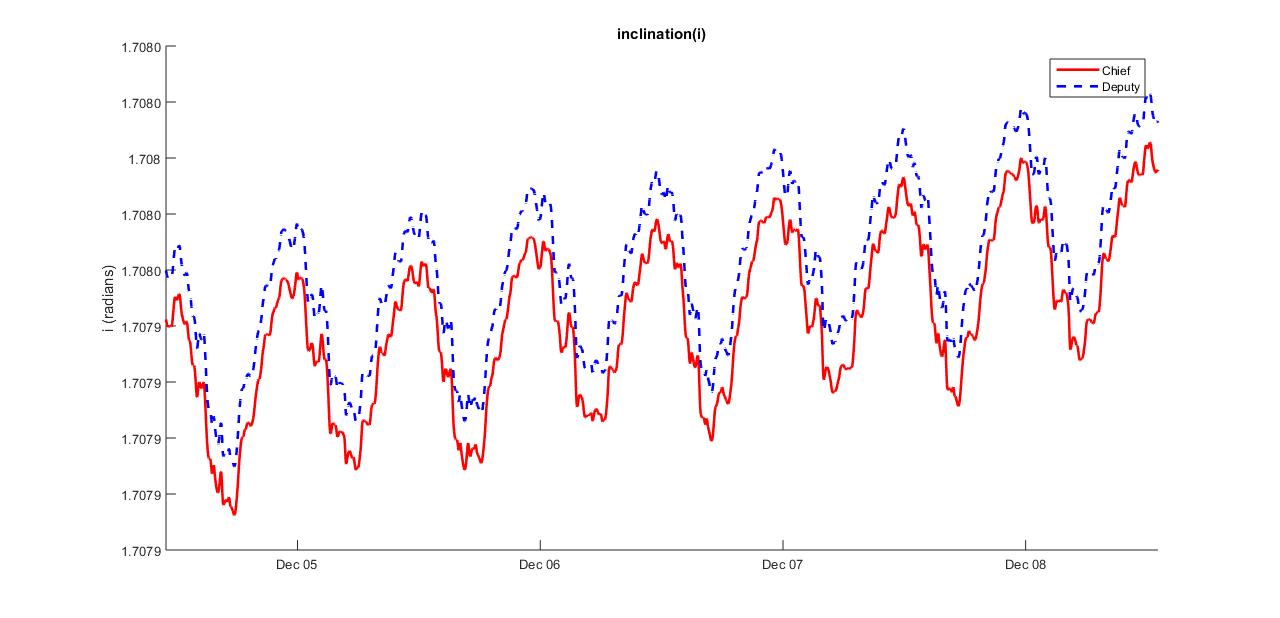 inclination(i)
1.7080
1.7080
1.708
1.7080
1.7080
1.7079
1.7079
1.7079
1.7079
1.7079
i (radians)
Chief
Deputy
Dec 05
Dec 06
Dec 07
Dec 08